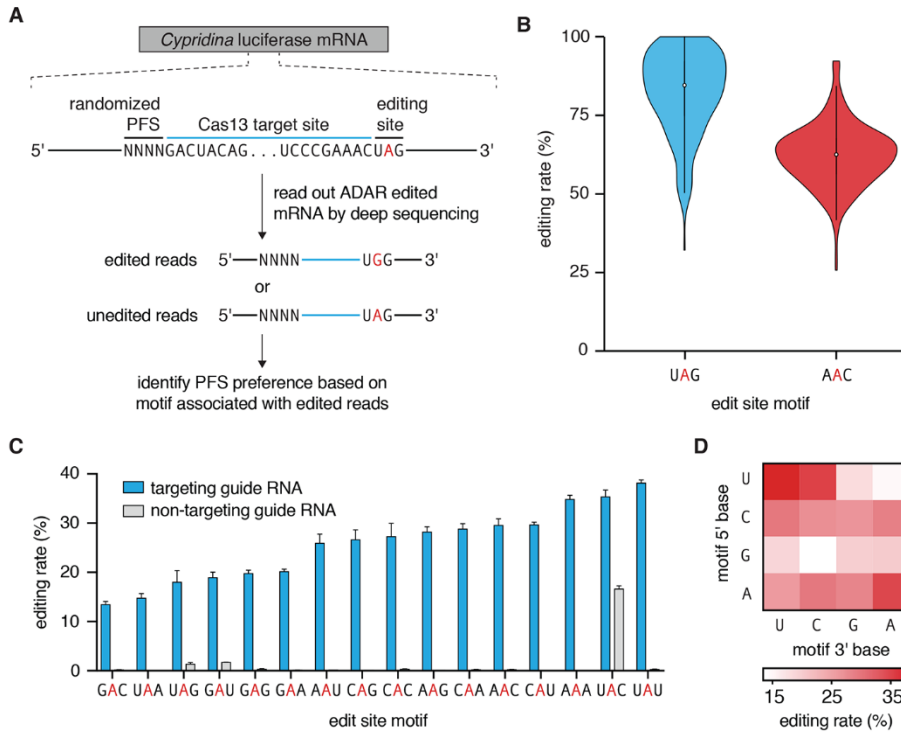 A
Cypridina luciferase mRNA
randomized PFS
Cas13 target site
editing site
5' NNNNGACUACAG...UCCCGAAACUAG 3'
read out ADAR edited
mRNA by deep sequencing
edited reads 5' NNNN UGG 3'
or
unedited reads 5' NNNN UAG 3'
identify PFS preference based on
motif associated with edited reads
B
editing rate (%)
100
75
50
25
0
UAG AAC
edit site motif
C
editing rate (%)
40
30
20
10
0
targeting guide RNA
non-targeting guide RNA
GAC UAA UAG GAU GAG GAA AAU CAG CAC AAG CAA AAC CAU AAA UAC UAU
edit site motif
D
motif 5' base
U
C
G
A
U C G A
motif 3' base
15 25 35
editing rate (%)